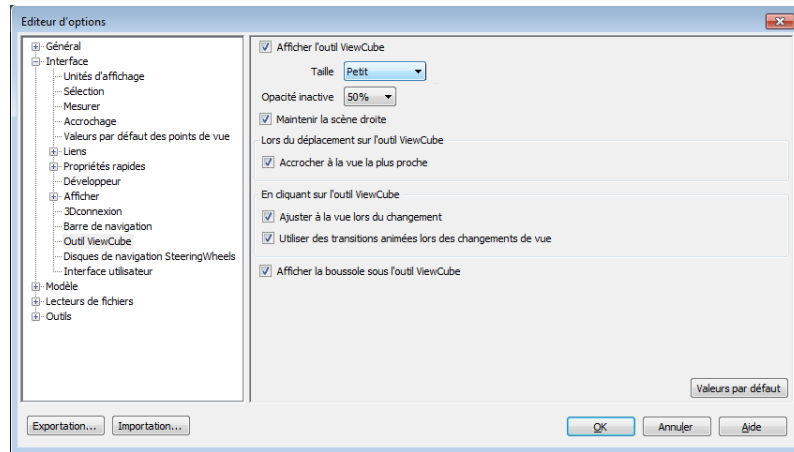 Editeur d'options
Général
Interface
Unités d'affichage
Sélection
Mesurer
Accrochage
Valeurs par défaut des points de vue
Liens
Propriétés rapides
Développeur
Afficher
3Dconnexion
Barre de navigation
Outil ViewCube
Disques de navigation SteeringWheels
Interface utilisateur
Modèle
Lecteurs de fichiers
Outils
Afficher l'outil ViewCube
Taille Petit
Opacité inactive 50%
Maintenir la scène droite
Lors du déplacement sur l'outil ViewCube
Accrocher à la vue la plus proche
En cliquant sur l'outil ViewCube
Ajuster à la vue lors du changement
Utiliser des transitions animées lors des changements de vue
Afficher la boussole sous l'outil ViewCube
Valeurs par défaut
Exportation... Importation... OK Annuler Aide